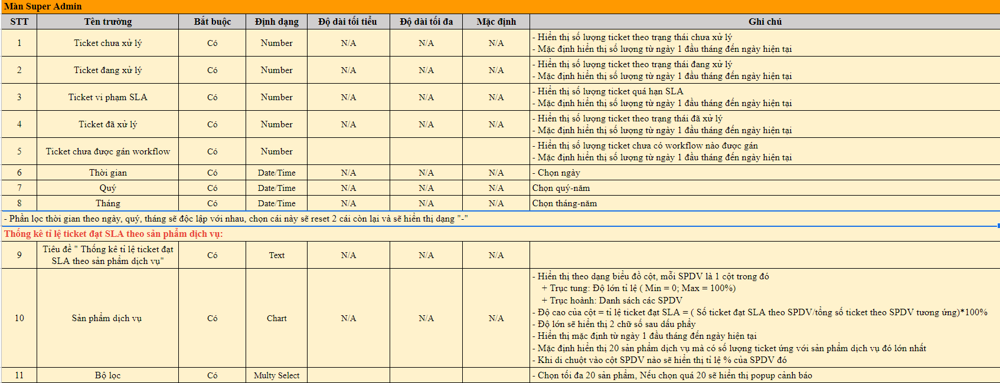 Màn Super Admin
STT Tên trường Bắt buộc Định dạng Độ dài tối tiểu Độ dài tối đa Mặc định Ghi chú
1 Ticket chưa xử lý Có Number N/A N/A N/A - Hiển thị số lượng ticket theo trạng thái chưa xử lý
- Mặc định hiển thị số lượng từ ngày 1 đầu tháng đến ngày hiện tại
2 Ticket đang xử lý Có Number N/A N/A N/A - Hiển thị số lượng ticket theo trạng thái đang xử lý
- Mặc định hiển thị số lượng từ ngày 1 đầu tháng đến ngày hiện tại
3 Ticket vi phạm SLA Có Number N/A N/A N/A - Hiển thị số lượng ticket quá hạn SLA
- Mặc định hiển thị số lượng từ ngày 1 đầu tháng đến ngày hiện tại
4 Ticket đã xử lý Có Number N/A N/A N/A - Hiển thị số lượng ticket theo trạng thái đã xử lý
- Mặc định hiển thị số lượng từ ngày 1 đầu tháng đến ngày hiện tại
5 Ticket chưa được gán workflow Có Number - Hiển thị số lượng ticket chưa có workflow nào được gán
- Mặc định hiển thị số lượng từ ngày 1 đầu tháng đến ngày hiện tại
6 Thời gian Có Date/Time N/A N/A N/A - Chọn ngày
7 Quý Có Date/Time N/A N/A N/A Chọn quý-năm
8 Tháng Có Date/Time N/A N/A N/A Chọn tháng-năm
- Phần lọc thời gian theo ngày, quý, tháng sẽ độc lập với nhau, chọn cái này sẽ reset 2 cái còn lại và sẽ hiển thị dạng "-"
Thống kê tỉ lệ ticket đạt SLA theo sản phẩm dịch vụ:
9 Tiêu đề " Thống kê tỉ lệ ticket đạt SLA theo sản phẩm dịch vụ" Có Text N/A N/A N/A
10 Sản phẩm dịch vụ Có Chart N/A N/A N/A - Hiển thị theo dạng biểu đồ cột, mỗi SPDV là 1 cột trong đó
+ Trục tung: Độ lớn tỉ lệ ( Min = 0; Max = 100%)
+ Trục hoành: Danh sách các SPDV
- Độ cao của cột = tỉ lệ ticket đạt SLA = ( Số ticket đạt SLA theo SPDV/tổng số ticket theo SPDV tương ứng)*100%
- Độ lớn sẽ hiển thị 2 chữ số sau dấu phẩy
- Hiển thị mặc định từ ngày 1 đầu tháng đến ngày hiện tại
- Mặc định hiển thị 20 sản phẩm dịch vụ mà có số lượng ticket ứng với sản phẩm dịch vụ đó lớn nhất
- Khi di chuột vào cột SPDV nào sẽ hiển thị tỉ lệ % của SPDV đó
11 Bộ lọc Có Multy Select - Chọn tối đa 20 sản phẩm, Nếu chọn quá 20 sẽ hiển thị popup cảnh báo